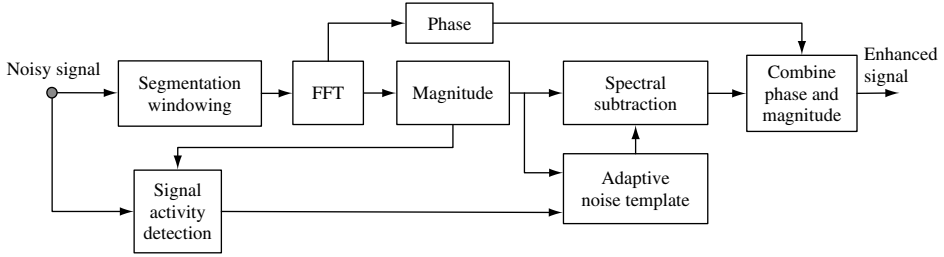 Phase
Noisy signal
Segmentation
windowing
FFT
Magnitude
Spectral
subtraction
Combine
phase and
magnitude
Enhanced
signal
Signal
activity
detection
Adaptive
noise template